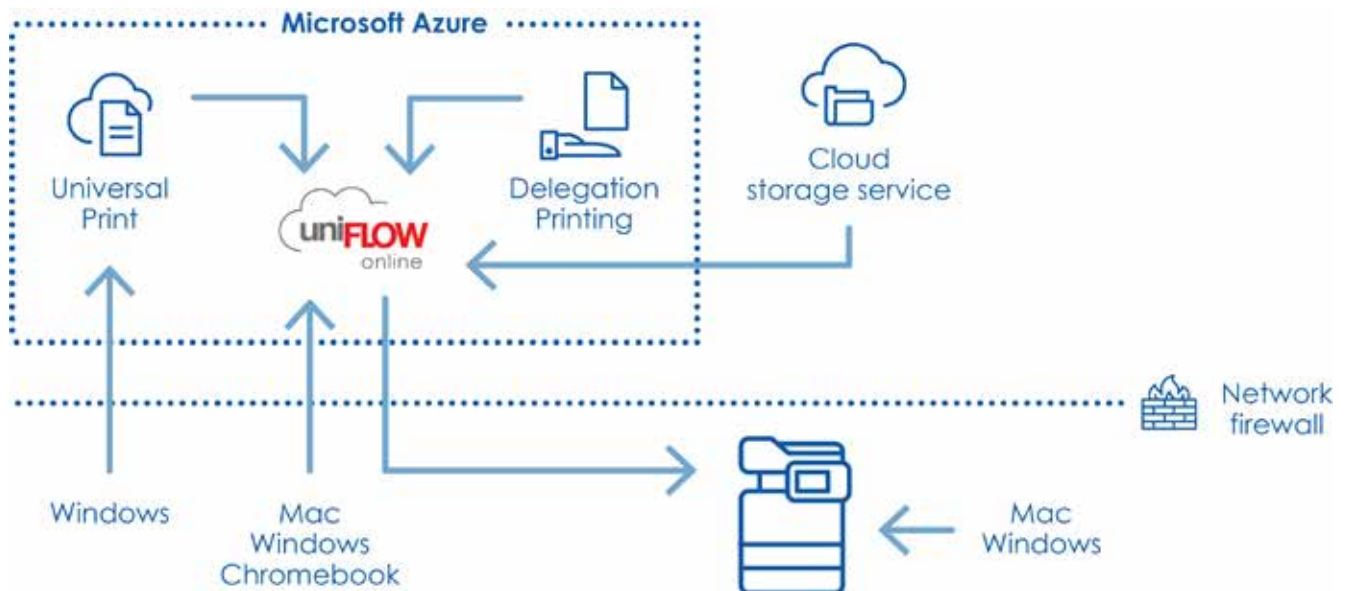 Microsoft Azure
Universal
Print
uniFLOW
online
Delegation
Printing
Cloud
storage service
Network
firewall
Windows
Mac
Windows
Chromebook
Mac
Windows